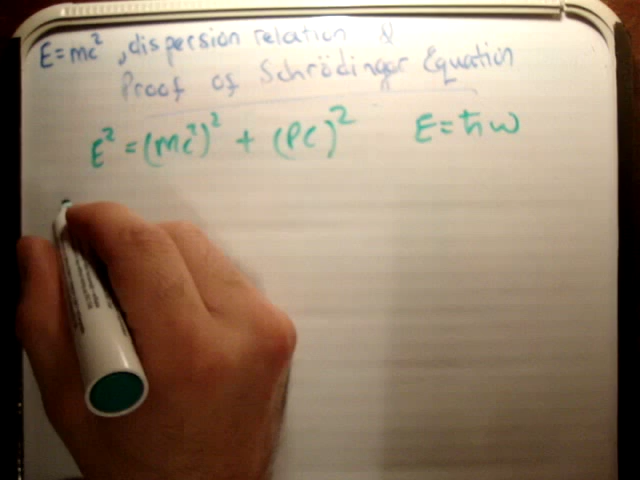 E=mc², dispersion relation &
Proof of Schrödinger Equation
E² = (mc²)² + (Pc)² E = ħω